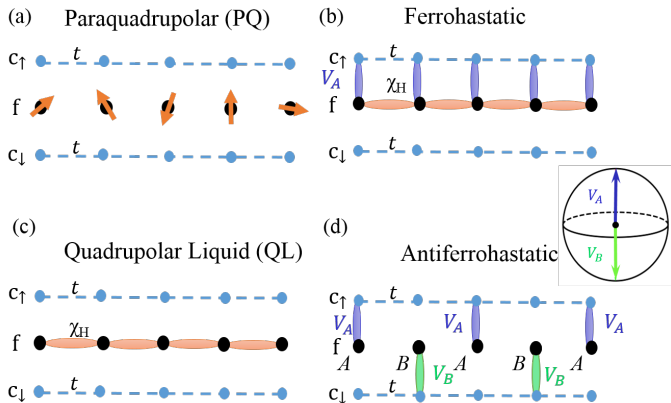 (a) Paraquadrupolar (PQ)
c↑ t
f
c↓ t
(b) Ferrohastatic
c↑ t
V_A χ_H
f
c↓ t
V_A
V_B
(c) Quadrupolar Liquid (QL)
c↑ t
χ_H
f
c↓ t
(d) Antiferrohastatic
c↑ t
V_A V_A V_A
f A B A B A
V_B V_B
c↓ t